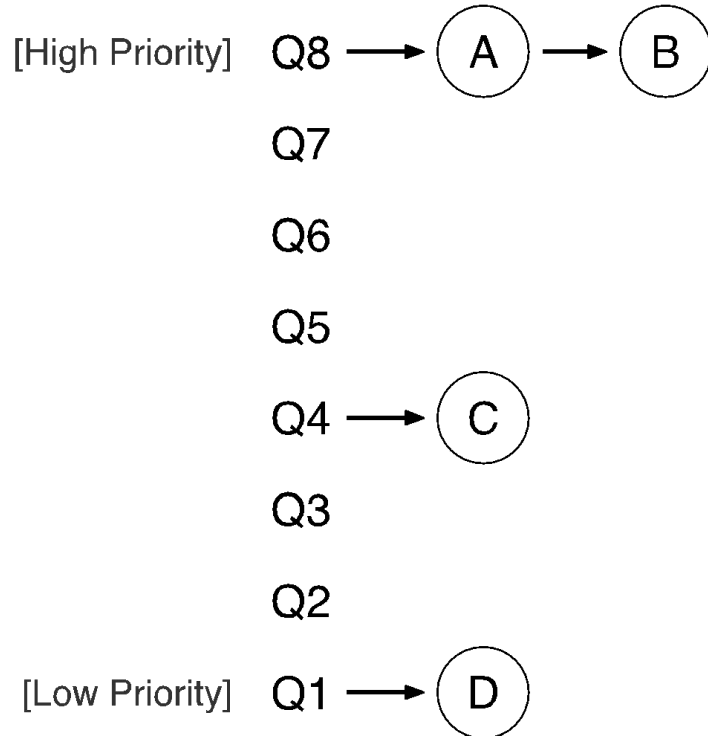 [High Priority] Q8 A B
Q7
Q6
Q5
Q4 C
Q3
Q2
[Low Priority] Q1 D